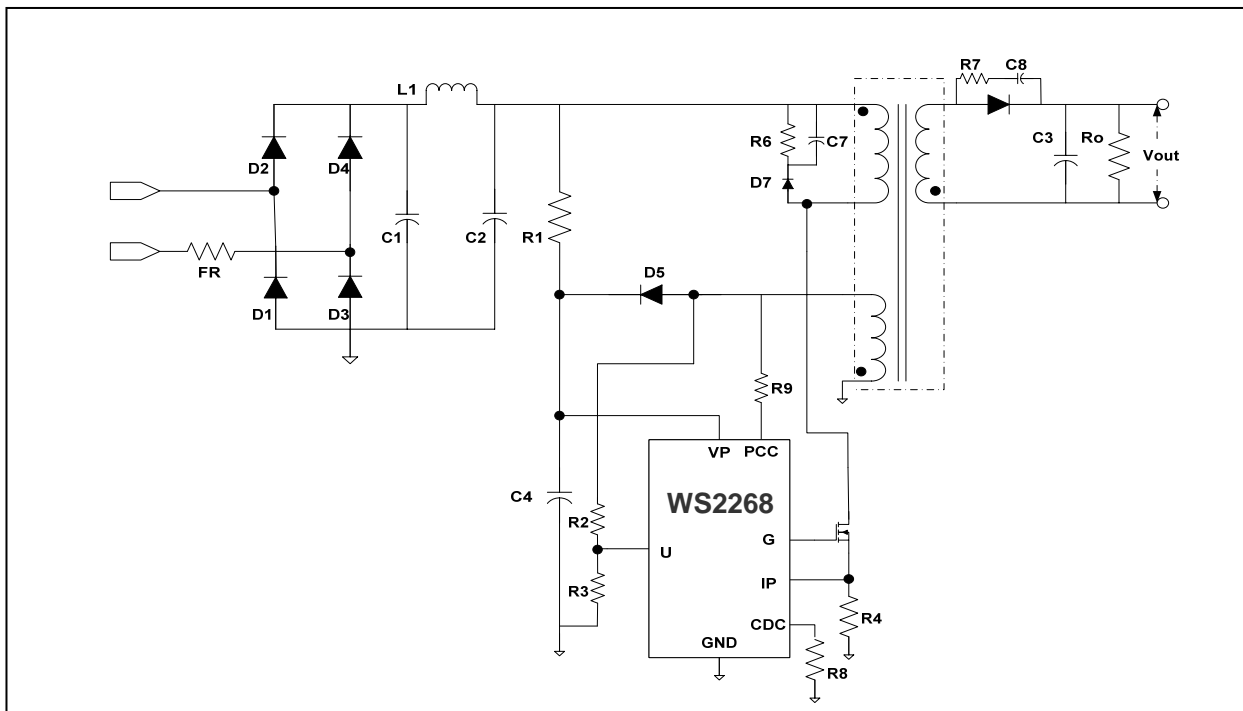 L1
R7
C8
D2
D4
R6
C7
C3
Ro
Vout
D7
C1
C2
R1
FR
D5
D1
D3
R9
VP
PCC
C4
WS2268
R2
G
U
R3
IP
R4
CDC
GND
R8